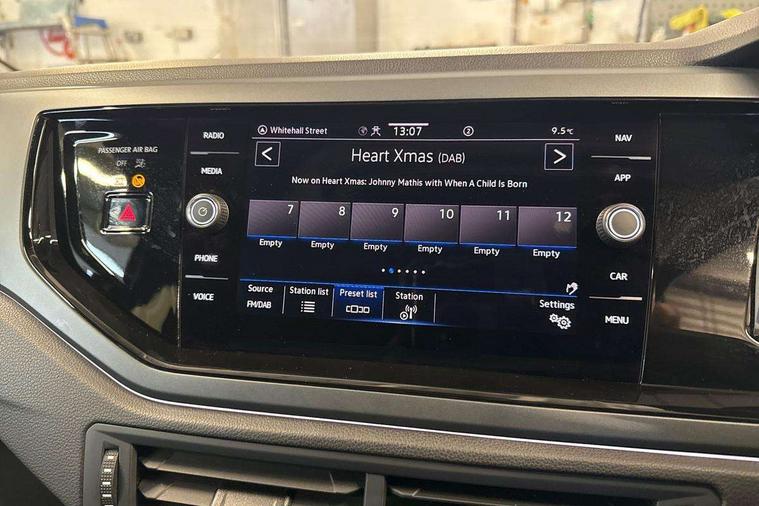 PASSENGER AIR BAG
OFF
RADIO
MEDIA
PHONE
VOICE
Whitehall Street
13:07
2
9.5°C
Heart Xmas (DAB)
Now on Heart Xmas: Johnny Mathis with When A Child Is Born
7 8 9 10 11 12
Empty Empty Empty Empty Empty Empty
Source
FM/DAB
Station list
Preset list
Station
Settings
NAV
APP
CAR
MENU